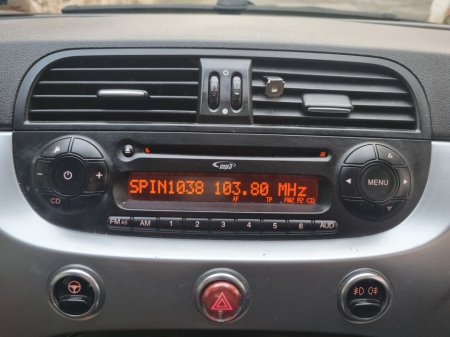 mp3
SPIN1038 103.80 MHz
AF TP FM2 P2 CD
CD
MENU
FM AS AM 1 2 3 4 5 6 AUD